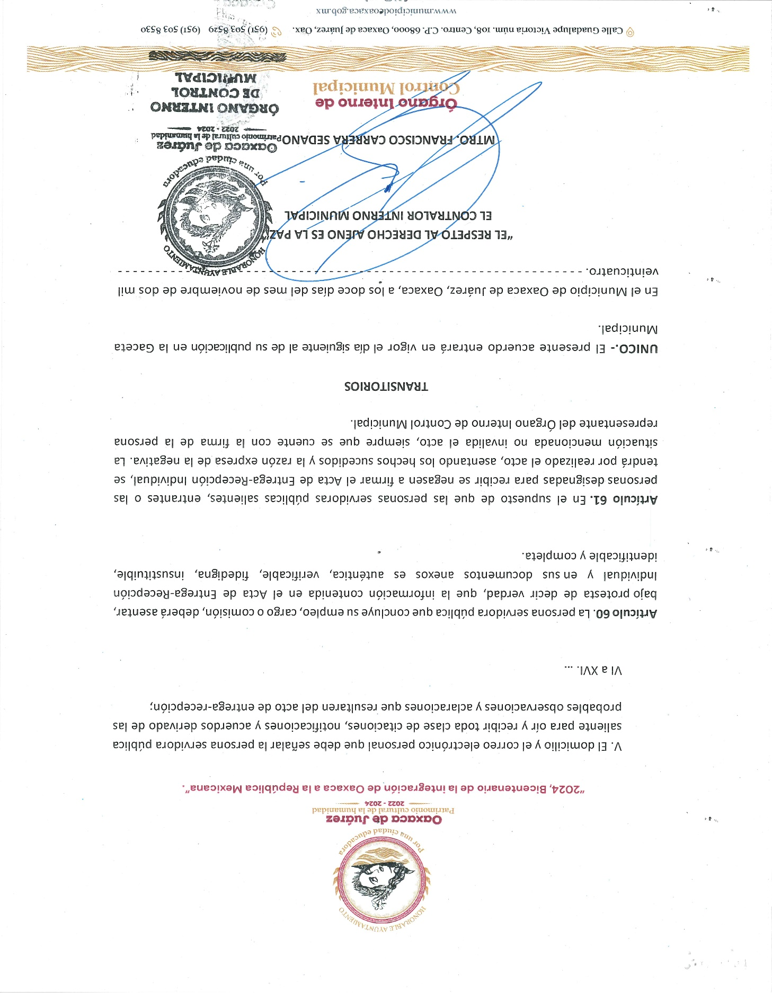 HONORABLE AYUNTAMIENTO
Por una ciudad educadora
Oaxaca de Juárez
Patrimonio cultural de la humanidad
2022 - 2024
"2024, Bicentenario de la integración de Oaxaca a la República Mexicana".
V. El domicilio y el correo electrónico personal que debe señalar la persona servidora pública
saliente para oír y recibir toda clase de citaciones, notificaciones y acuerdos derivado de las
probables observaciones y aclaraciones que resultaren del acto de entrega-recepción;
VI a XVI. ...
Artículo 60. La persona servidora pública que concluye su empleo, cargo o comisión, deberá asentar,
bajo protesta de decir verdad, que la información contenida en el Acta de Entrega-Recepción
Individual y en sus documentos anexos es auténtica, verificable, fidedigna, insustituible,
identificable y completa.
Artículo 61. En el supuesto de que las personas servidoras públicas salientes, entrantes o las
personas designadas para recibir se negasen a firmar el Acta de Entrega-Recepción Individual, se
tendrá por realizado el acto, asentando los hechos sucedidos y la razón expresa de la negativa. La
situación mencionada no invalida el acto, siempre que se cuente con la firma de la persona
representante del Órgano Interno de Control Municipal.
TRANSITORIOS
UNICO.- El presente acuerdo entrará en vigor el día siguiente al de su publicación en la Gaceta
Municipal.
En el Municipio de Oaxaca de Juárez, Oaxaca, a los doce días del mes de noviembre de dos mil
veinticuatro.
"EL RESPETO AL DERECHO AJENO ES LA PAZ"
EL CONTRALOR INTERNO MUNICIPAL
MTRO. FRANCISCO CARRERA SEDANO
HONORABLE AYUNTAMIENTO
Por una ciudad educadora
Oaxaca de Juárez
Patrimonio cultural de la humanidad
2022 - 2024
ÓRGANO INTERNO
DE CONTROL
MUNICIPAL
Órgano Interno de
Control Municipal
Calle Guadalupe Victoria núm. 108, Centro. C.P. 68000, Oaxaca de Juárez, Oax. (951) 503 8529 (951) 503 8530
www.municipiodeoaxaca.gob.mx